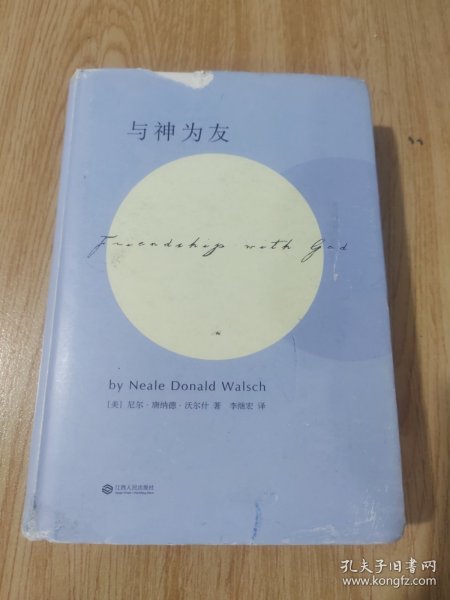 与神为友
Friendship with God
by Neale Donald Walsch
[美] 尼尔·唐纳德·沃尔什 著 李继宏 译
江西人民出版社
孔夫子旧书网
www.kongfz.com